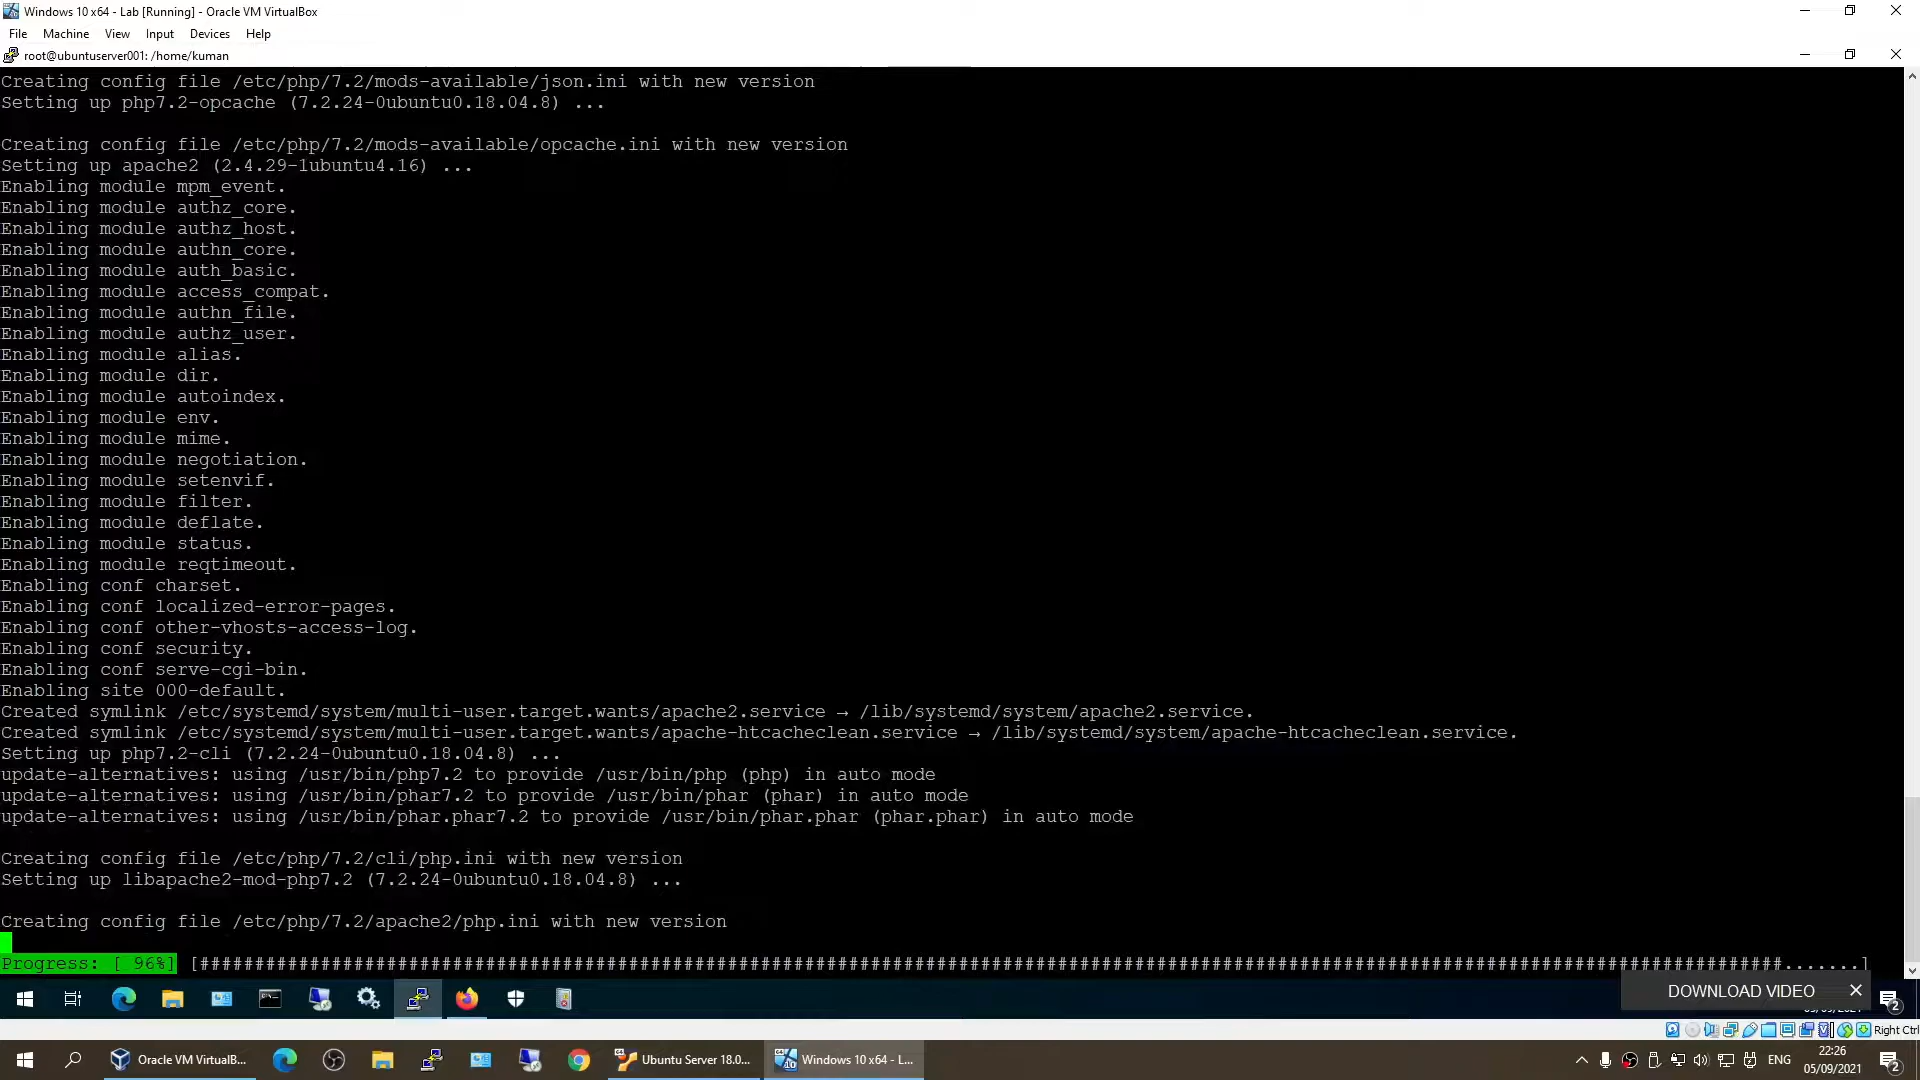 Windows 10 x64 - Lab [Running] - Oracle VM VirtualBox
File Machine View Input Devices Help
root@ubuntuserver001: /home/kuman
Creating config file /etc/php/7.2/mods-available/json.ini with new version
Setting up php7.2-opcache (7.2.24-0ubuntu0.18.04.8) ...
Creating config file /etc/php/7.2/mods-available/opcache.ini with new version
Setting up apache2 (2.4.29-1ubuntu4.16) ...
Enabling module mpm_event.
Enabling module authz_core.
Enabling module authz_host.
Enabling module authn_core.
Enabling module auth_basic.
Enabling module access_compat.
Enabling module authn_file.
Enabling module authz_user.
Enabling module alias.
Enabling module dir.
Enabling module autoindex.
Enabling module env.
Enabling module mime.
Enabling module negotiation.
Enabling module setenvif.
Enabling module filter.
Enabling module deflate.
Enabling module status.
Enabling module reqtimeout.
Enabling conf charset.
Enabling conf localized-error-pages.
Enabling conf other-vhosts-access-log.
Enabling conf security.
Enabling conf serve-cgi-bin.
Enabling site 000-default.
Created symlink /etc/systemd/system/multi-user.target.wants/apache2.service → /lib/systemd/system/apache2.service.
Created symlink /etc/systemd/system/multi-user.target.wants/apache-htcacheclean.service → /lib/systemd/system/apache-htcacheclean.service.
Setting up php7.2-cli (7.2.24-0ubuntu0.18.04.8) ...
update-alternatives: using /usr/bin/php7.2 to provide /usr/bin/php (php) in auto mode
update-alternatives: using /usr/bin/phar7.2 to provide /usr/bin/phar (phar) in auto mode
update-alternatives: using /usr/bin/phar.phar7.2 to provide /usr/bin/phar.phar (phar.phar) in auto mode
Creating config file /etc/php/7.2/cli/php.ini with new version
Setting up libapache2-mod-php7.2 (7.2.24-0ubuntu0.18.04.8) ...
Creating config file /etc/php/7.2/apache2/php.ini with new version
Progress: [ 96%] [################################################################################################################################################.......]
DOWNLOAD VIDEO
2
Right Ctrl
Oracle VM VirtualB... Ubuntu Server 18.0... Windows 10 x64 - L... ENG 22:26
05/09/2021
2